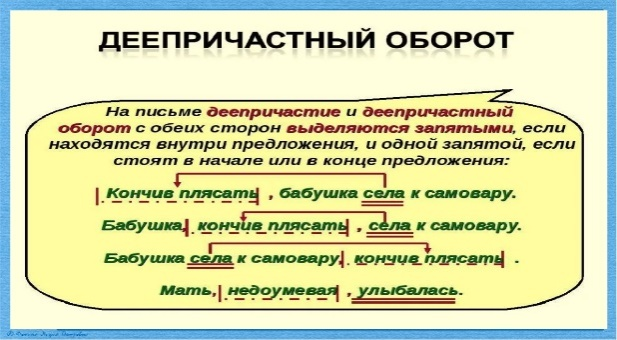 ДЕЕПРИЧАСТНЫЙ ОБОРОТ
На письме деепричастие и деепричастный
оборот с обеих сторон выделяются запятыми, если
находятся внутри предложения, и одной запятой, если
стоят в начале или в конце предложения:
Кончив плясать , бабушка села к самовару.
Бабушка, кончив плясать , села к самовару.
Бабушка села к самовару, кончив плясать .
Мать, недоумевая , улыбалась.